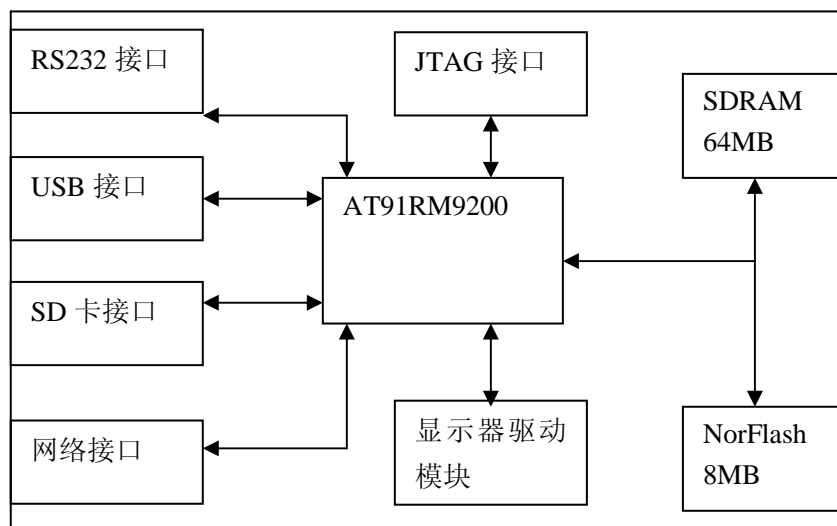 RS232 接口
JTAG 接口
SDRAM
64MB
USB 接口
AT91RM9200
SD 卡接口
网络接口
显示器驱动
模块
NorFlash
8MB